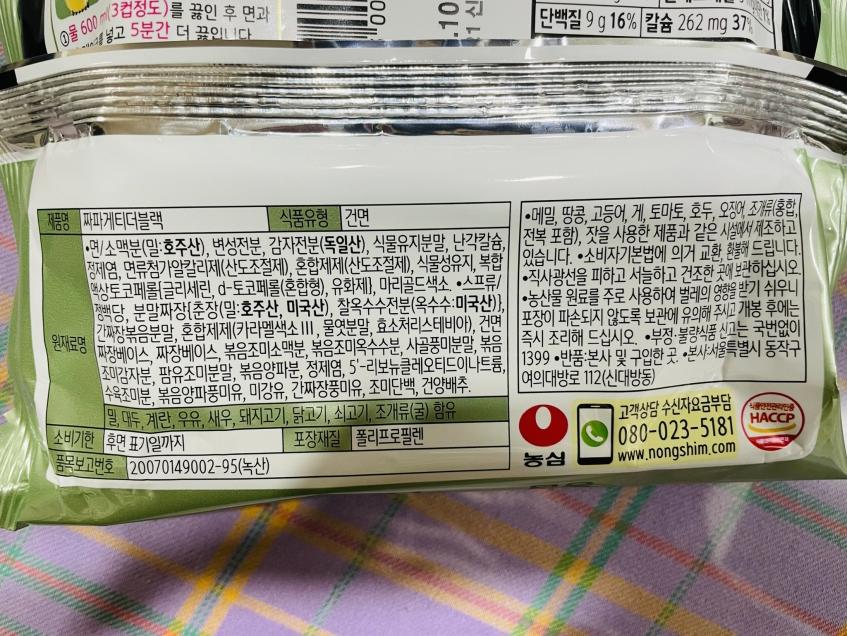 ①물 600 ml(3컵정도)를 끓인 후 면과
넣고 5분간 더 끓입니다
단백질 9 g 16% 칼슘 262 mg 37%
제품명 짜파게티더블랙 식품유형 건면
원재료명
•면/소맥분(밀:호주산), 변성전분, 감자전분(독일산), 식물유지분말, 난각칼슘,
정제염, 면류첨가알칼리제(산도조절제), 혼합제제(산도조절제), 식물성유지, 복합
액상토코페롤{글리세린, d-토코페롤(혼합형), 유화제}, 마리골드색소. •스프류/
정백당, 분말짜장{춘장(밀:호주산, 미국산), 찰옥수수전분(옥수수:미국산)},
간짜장볶음분말, 혼합제제(카라멜색소Ⅲ, 물엿분말, 효소처리스테비아), 건면
짜장베이스, 짜장베이스, 볶음조미소맥분, 볶음조미옥수수분, 사골풍미분말, 볶음
조미감자분, 팜유조미분말, 볶음양파분, 정제염, 5'-리보뉴클레오티드이나트륨,
수육조미분, 볶음양파풍미유, 미강유, 간짜장풍미유, 조미단백, 건양배추.
밀, 대두, 계란, 우유, 새우, 돼지고기, 닭고기, 쇠고기, 조개류(굴) 함유
소비기한 후면 표기일까지 포장재질 폴리프로필렌
품목보고번호 20070149002-95(녹산)
•메밀, 땅콩, 고등어, 게, 토마토, 호두, 오징어, 조개류(홍합,
전복 포함), 잣을 사용한 제품과 같은 시설에서 제조하고
있습니다. •소비자기본법에 의거 교환, 환불해 드립니다.
•직사광선을 피하고 서늘하고 건조한 곳에 보관하십시오.
•농산물 원료를 주로 사용하여 벌레의 영향을 받기 쉬우니
포장이 파손되지 않도록 보관에 유의해 주시고 개봉 후에는
즉시 조리해 드십시오. •부정·불량식품 신고는 국번없이
1399 •반품:본사 및 구입한 곳. •본사:서울특별시 동작구
여의대방로 112(신대방동)
농심
고객상담 수신자요금부담
080-023-5181
www.nongshim.com
식품안전관리인증
HACCP